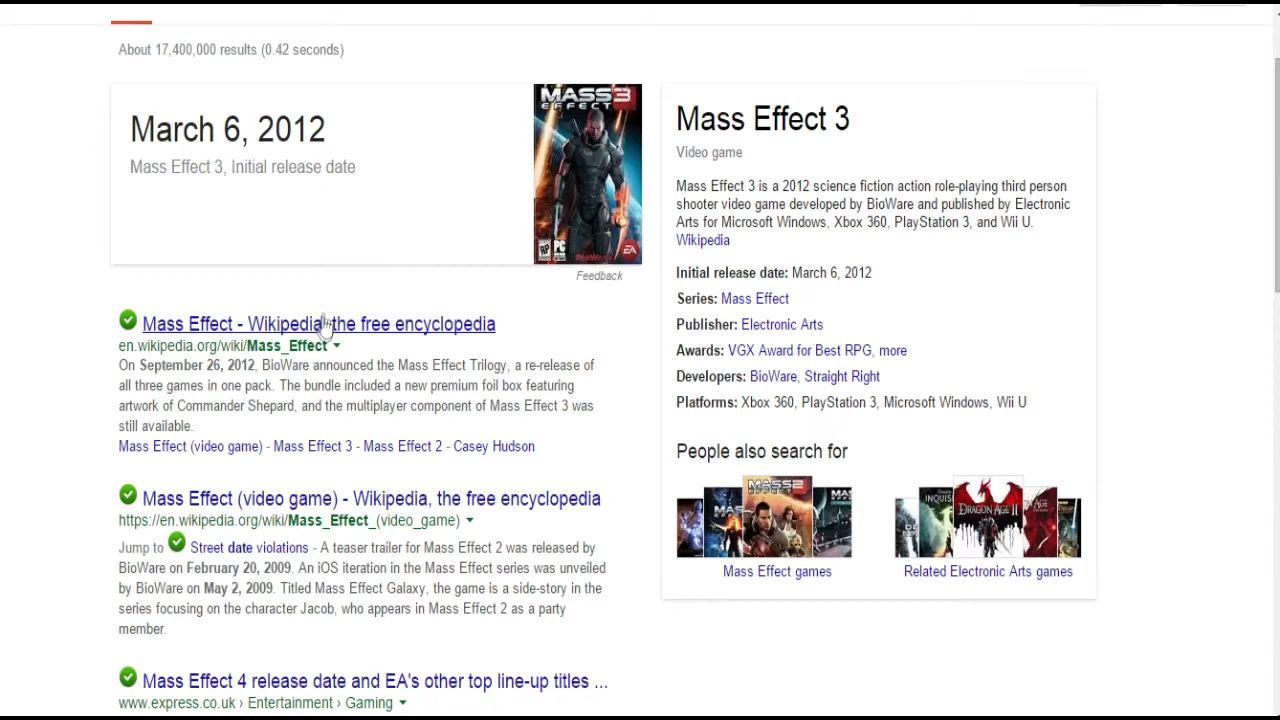 About 17,400,000 results (0.42 seconds)
March 6, 2012
Mass Effect 3, Initial release date
MASS EFFECT 3
Feedback
Mass Effect - Wikipedia, the free encyclopedia
en.wikipedia.org/wiki/Mass_Effect
On September 26, 2012, BioWare announced the Mass Effect Trilogy, a re-release of
all three games in one pack. The bundle included a new premium foil box featuring
artwork of Commander Shepard, and the multiplayer component of Mass Effect 3 was
still available.
Mass Effect (video game) - Mass Effect 3 - Mass Effect 2 - Casey Hudson
Mass Effect (video game) - Wikipedia, the free encyclopedia
https://en.wikipedia.org/wiki/Mass_Effect_(video_game)
Jump to Street date violations - A teaser trailer for Mass Effect 2 was released by
BioWare on February 20, 2009. An iOS iteration in the Mass Effect series was unveiled
by BioWare on May 2, 2009. Titled Mass Effect Galaxy, the game is a side-story in the
series focusing on the character Jacob, who appears in Mass Effect 2 as a party
member.
Mass Effect 4 release date and EA's other top line-up titles ...
www.express.co.uk › Entertainment › Gaming
Mass Effect 3
Video game
Mass Effect 3 is a 2012 science fiction action role-playing third person
shooter video game developed by BioWare and published by Electronic
Arts for Microsoft Windows, Xbox 360, PlayStation 3, and Wii U.
Wikipedia
Initial release date: March 6, 2012
Series: Mass Effect
Publisher: Electronic Arts
Awards: VGX Award for Best RPG, more
Developers: BioWare, Straight Right
Platforms: Xbox 360, PlayStation 3, Microsoft Windows, Wii U
People also search for
MASS 2
DRAGON AGE II
Mass Effect games
Related Electronic Arts games